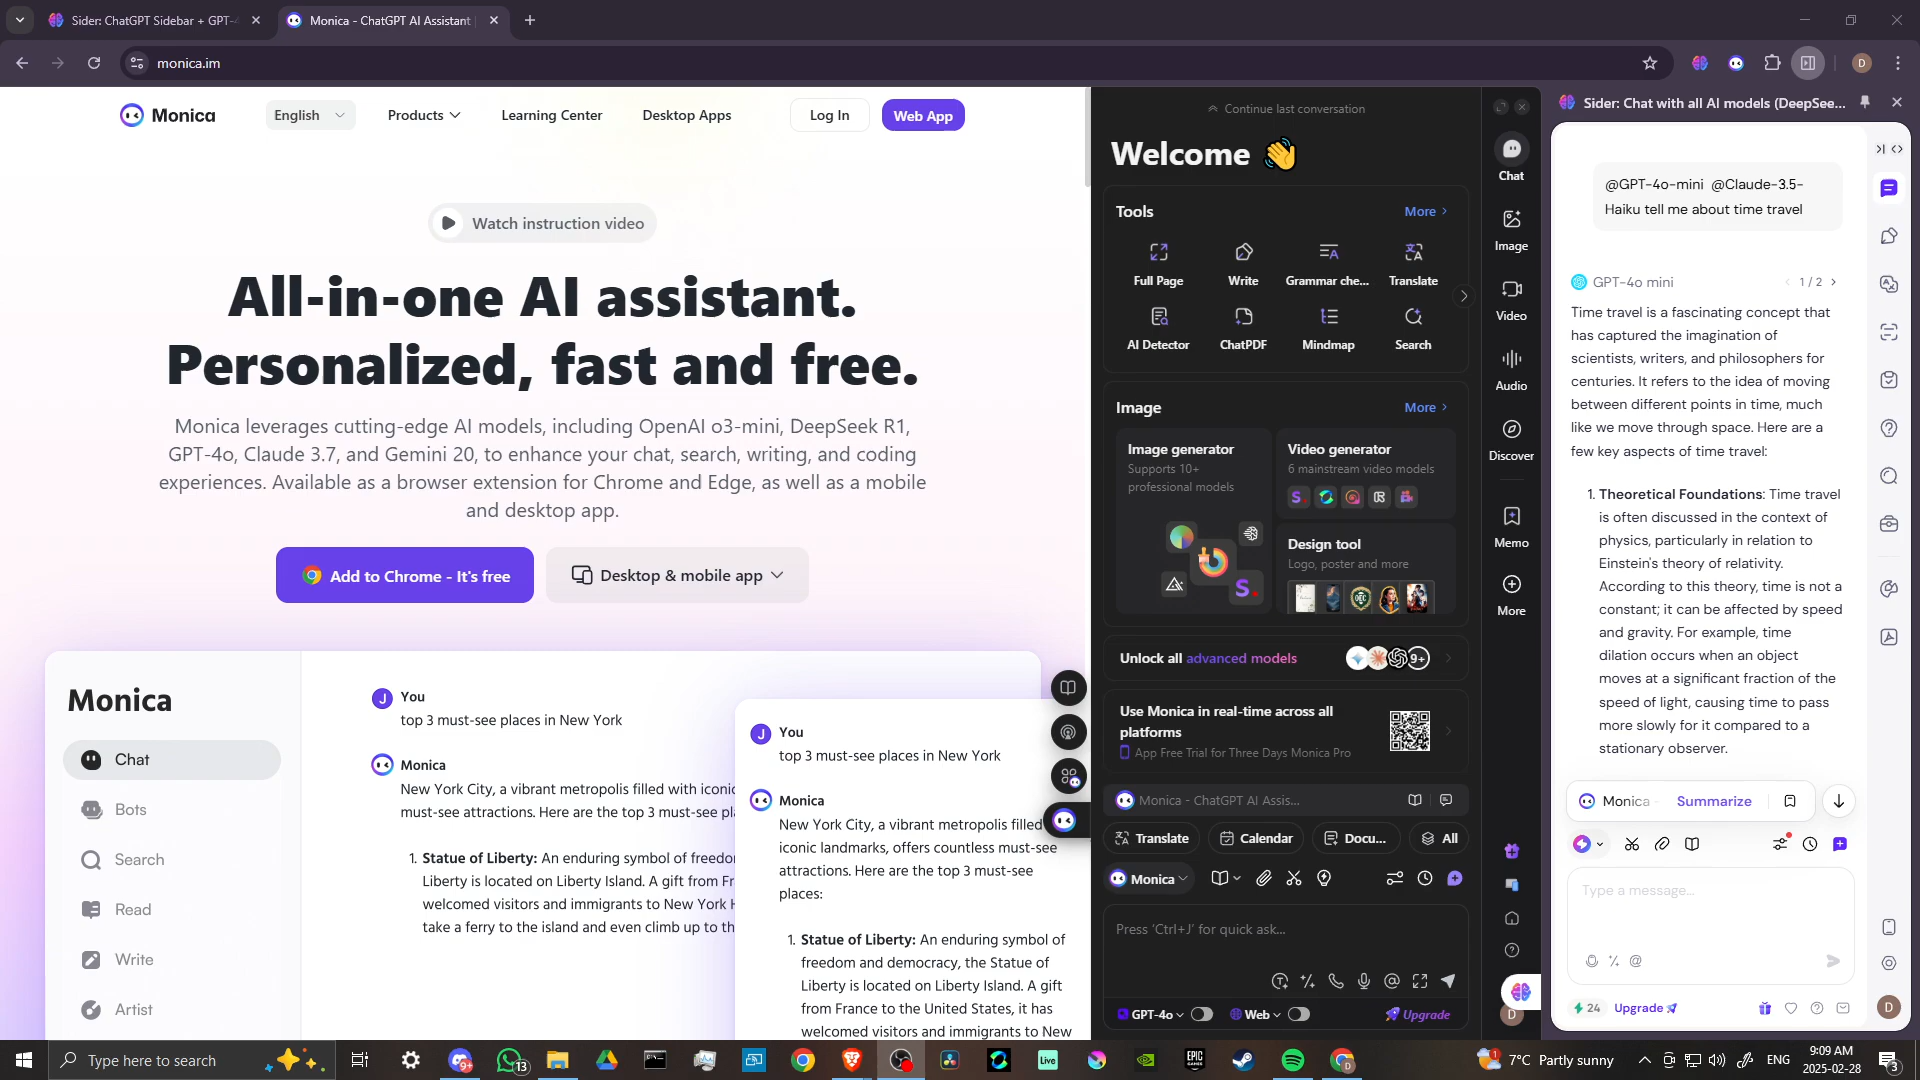 Sider: ChatGPT Sidebar + GPT-4
Monica - ChatGPT AI Assistant
monica.im
D
Monica
English
Products
Learning Center
Desktop Apps
Log In
Web App
Watch instruction video
All-in-one AI assistant.
Personalized, fast and free.
Monica leverages cutting-edge AI models, including OpenAI o3-mini, DeepSeek R1,
GPT-4o, Claude 3.7, and Gemini 20, to enhance your chat, search, writing, and coding
experiences. Available as a browser extension for Chrome and Edge, as well as a mobile
and desktop app.
Add to Chrome - It's free
Desktop & mobile app
Monica
Chat
Bots
Search
Read
Write
Artist
J You
top 3 must-see places in New York
Monica
New York City, a vibrant metropolis filled with iconic
must-see attractions. Here are the top 3 must-see pla
1. Statue of Liberty: An enduring symbol of freedom
Liberty is located on Liberty Island. A gift from Fr
welcomed visitors and immigrants to New York H
take a ferry to the island and even climb up to th
J You
top 3 must-see places in New York
Monica
New York City, a vibrant metropolis filled
iconic landmarks, offers countless must-see
attractions. Here are the top 3 must-see
places:
1. Statue of Liberty: An enduring symbol of
freedom and democracy, the Statue of
Liberty is located on Liberty Island. A gift
from France to the United States, it has
welcomed visitors and immigrants to New
Continue last conversation
Welcome 👋
Tools
More >
Full Page
Write
Grammar che...
Translate
AI Detector
ChatPDF
Mindmap
Search
Image
More >
Image generator
Supports 10+
professional models
Video generator
6 mainstream video models
Design tool
Logo, poster and more
Unlock all advanced models
9+
Use Monica in real-time across all
platforms
App Free Trial for Three Days Monica Pro
Monica - ChatGPT AI Assis...
Translate
Calendar
Docu...
All
Monica
Press 'Ctrl+J' for quick ask...
GPT-4o
Web
Upgrade
Chat
Image
Video
Audio
Discover
Memo
More
D
Sider: Chat with all AI models (DeepSee...
@GPT-4o-mini @Claude-3.5-
Haiku tell me about time travel
GPT-4o mini
< 1 / 2 >
Time travel is a fascinating concept that
has captured the imagination of
scientists, writers, and philosophers for
centuries. It refers to the idea of moving
between different points in time, much
like we move through space. Here are a
few key aspects of time travel:
1. Theoretical Foundations: Time travel
is often discussed in the context of
physics, particularly in relation to
Einstein's theory of relativity.
According to this theory, time is not a
constant; it can be affected by speed
and gravity. For example, time
dilation occurs when an object
moves at a significant fraction of the
speed of light, causing time to pass
more slowly for it compared to a
stationary observer.
Monica -
Summarize
Type a message...
24
Upgrade
D
Type here to search
9+
13
Live
EPIC GAMES
1
7°C Partly sunny
ENG
9:09 AM
2025-02-28
3